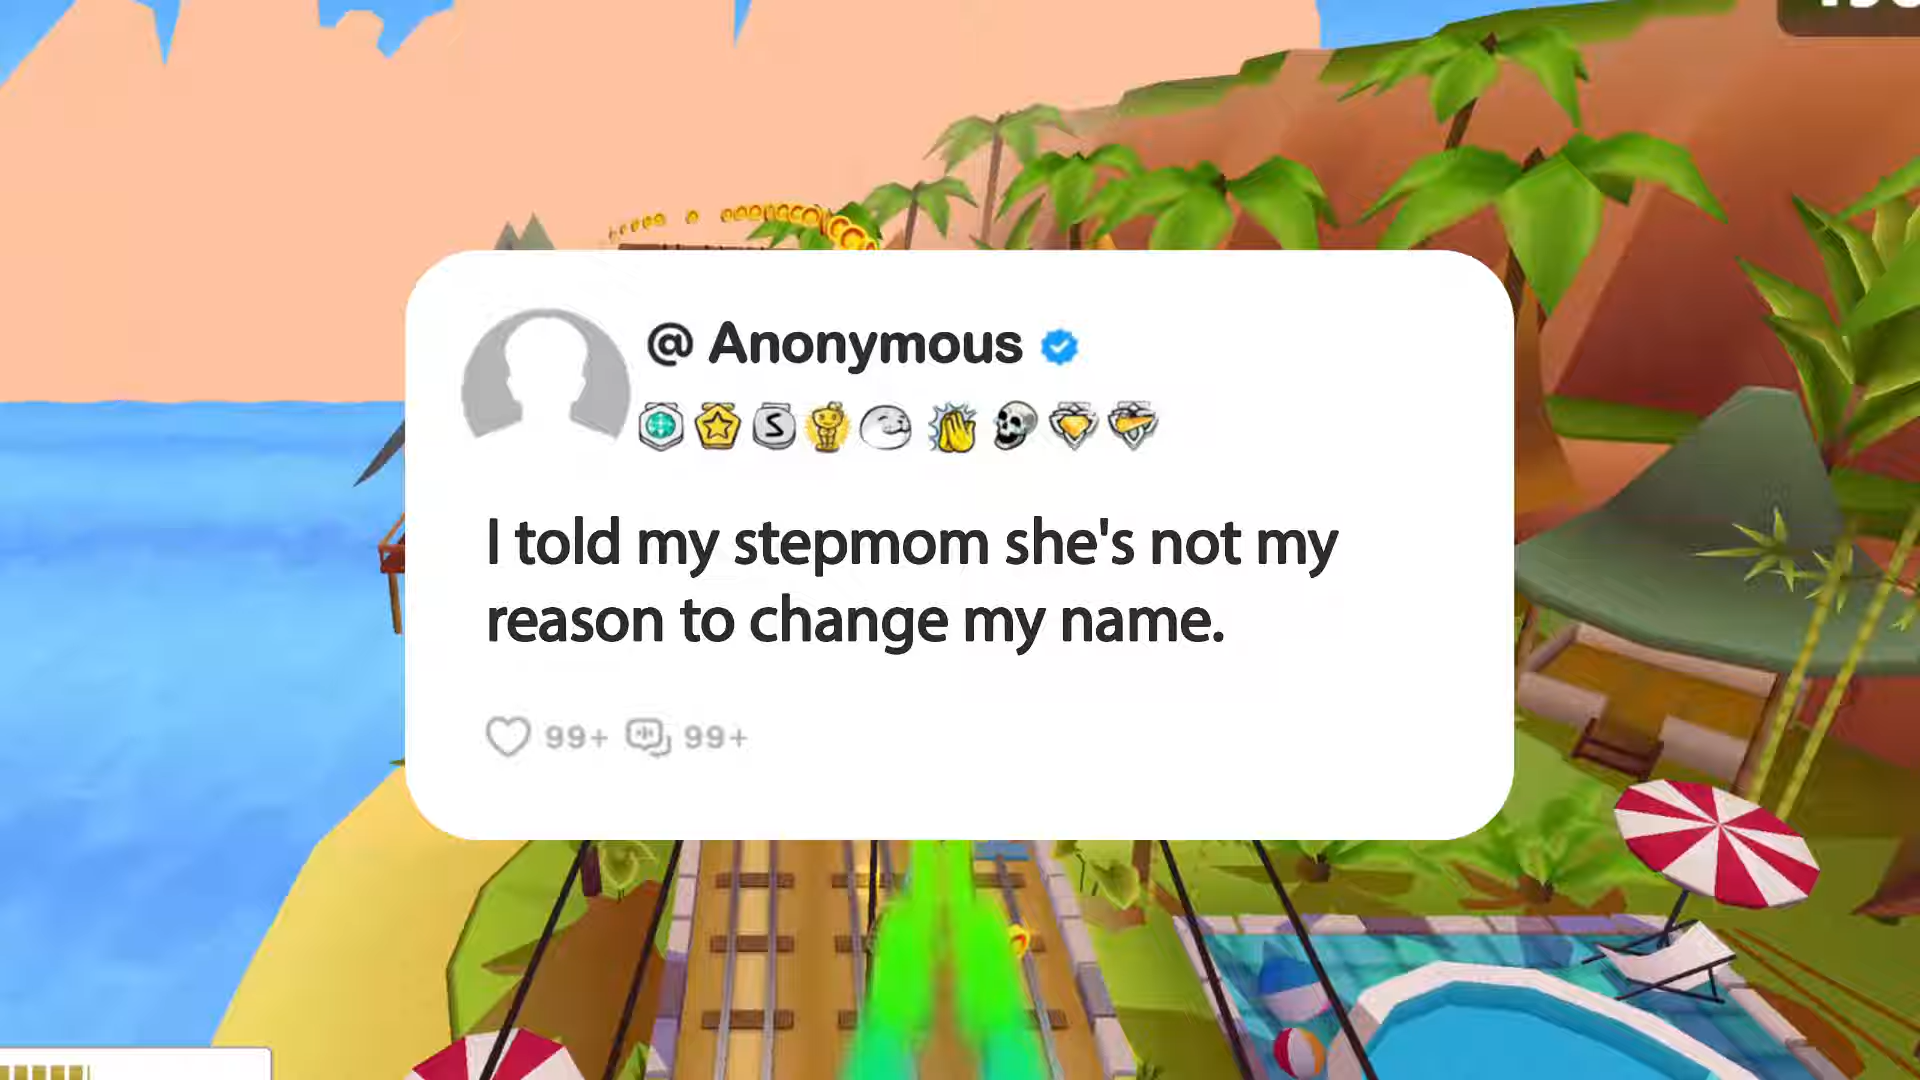 @ Anonymous
I told my stepmom she's not my
reason to change my name.
99+ 99+